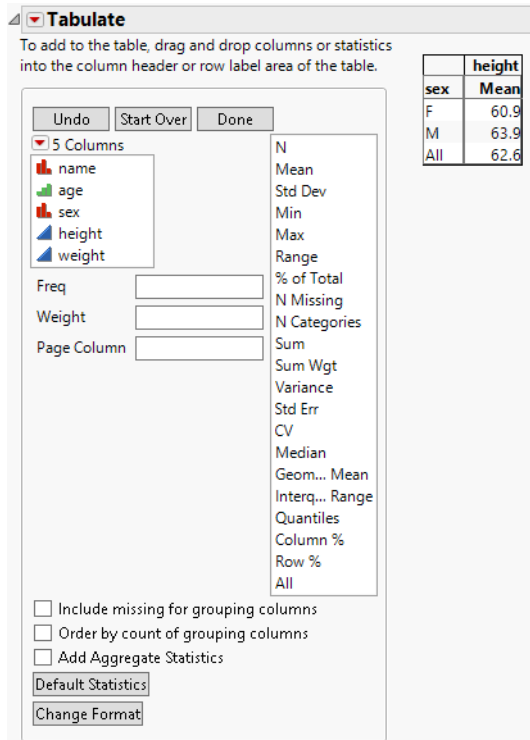 Tabulate
To add to the table, drag and drop columns or statistics
into the column header or row label area of the table.
Undo Start Over Done
5 Columns
name
age
sex
height
weight
Freq
Weight
Page Column
N
Mean
Std Dev
Min
Max
Range
% of Total
N Missing
N Categories
Sum
Sum Wgt
Variance
Std Err
CV
Median
Geom... Mean
Interq... Range
Quantiles
Column %
Row %
All
Include missing for grouping columns
Order by count of grouping columns
Add Aggregate Statistics
Default Statistics
Change Format
height
sex Mean
F 60.9
M 63.9
All 62.6